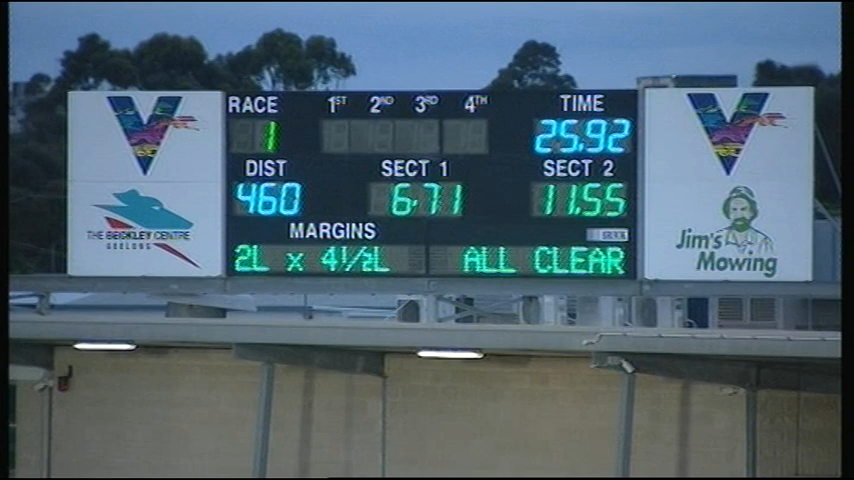 RACE 1ST 2ND 3RD 4TH TIME
1 25.92
DIST SECT 1 SECT 2
460 6.71 11.55
MARGINS
2L x 4½L ALL CLEAR
V
THE BECKLEY CENTRE
GEELONG
V
Jim's
Mowing